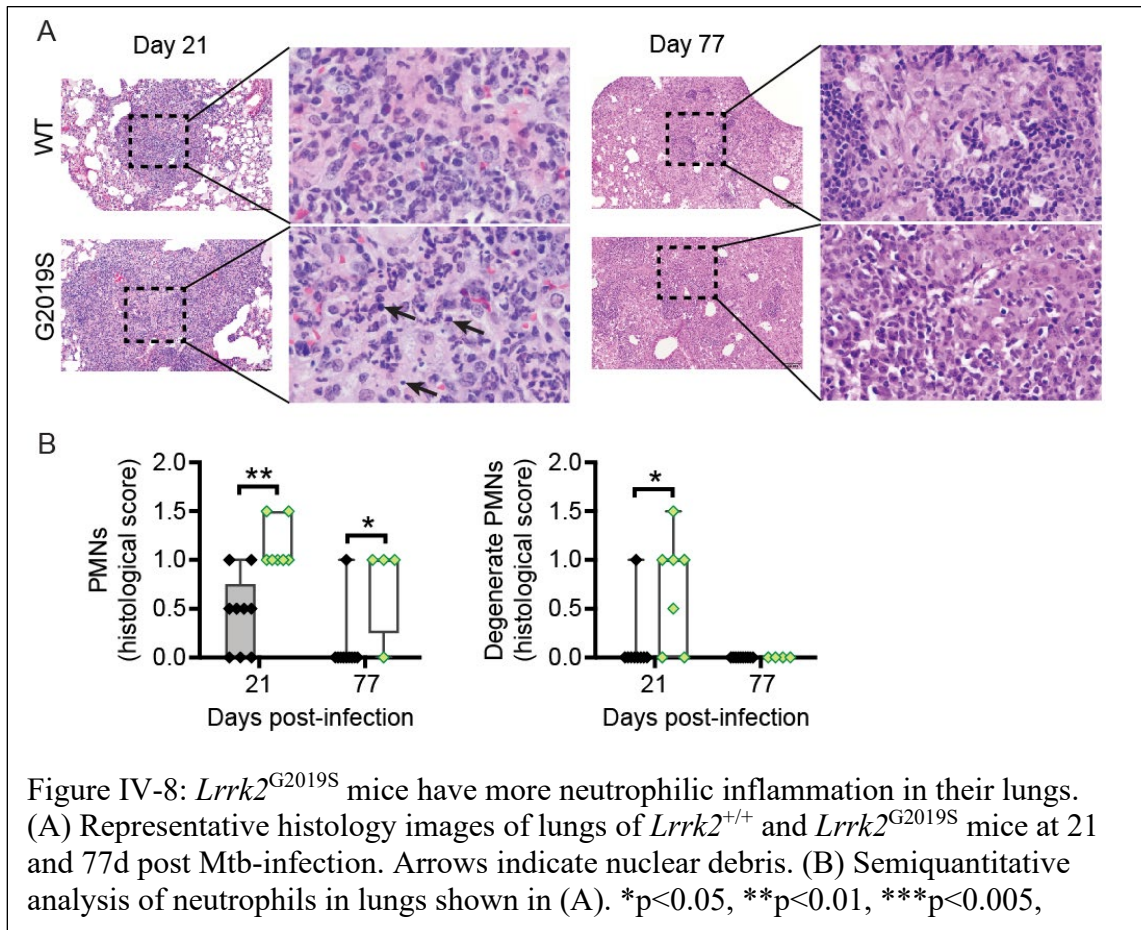 A
Day 21
Day 77
WT
G2019S
B
2.0
1.5
1.0
0.5
0.0
PMNs
(histological score)
**
*
21
77
Days post-infection
2.0
1.5
1.0
0.5
0.0
Degenerate PMNs
(histological score)
*
21
77
Days post-infection
Figure IV-8: Lrrk2G2019S mice have more neutrophilic inflammation in their lungs.
(A) Representative histology images of lungs of Lrrk2+/+ and Lrrk2G2019S mice at 21
and 77d post Mtb-infection. Arrows indicate nuclear debris. (B) Semiquantitative
analysis of neutrophils in lungs shown in (A). *p<0.05, **p<0.01, ***p<0.005,